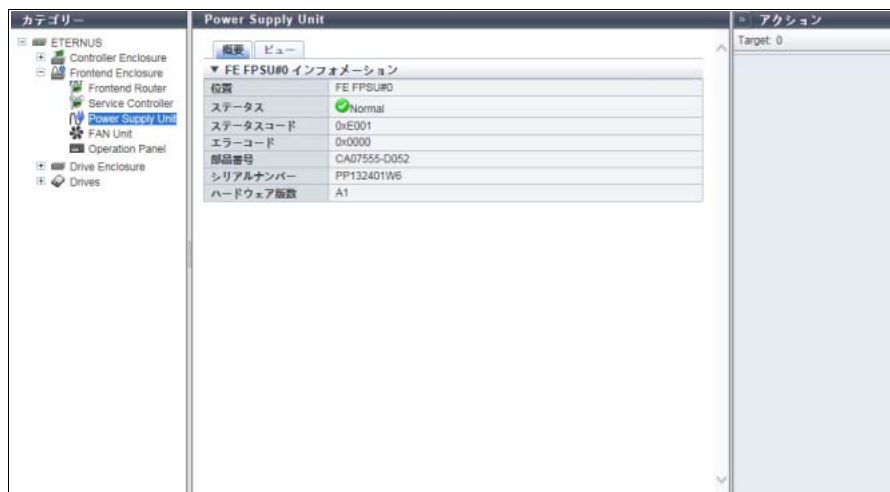 カテゴリー
ETERNUS
Controller Enclosure
Frontend Enclosure
Frontend Router
Service Controller
Power Supply Unit
FAN Unit
Operation Panel
Drive Enclosure
Drives
Power Supply Unit
概要 ビュー
▼ FE FPSU#0 インフォメーション
位置 FE FPSU#0
ステータス Normal
ステータスコード 0xE001
エラーコード 0x0000
部品番号 CA07555-D052
シリアルナンバー PP132401W6
ハードウェア版数 A1
» アクション
Target: 0